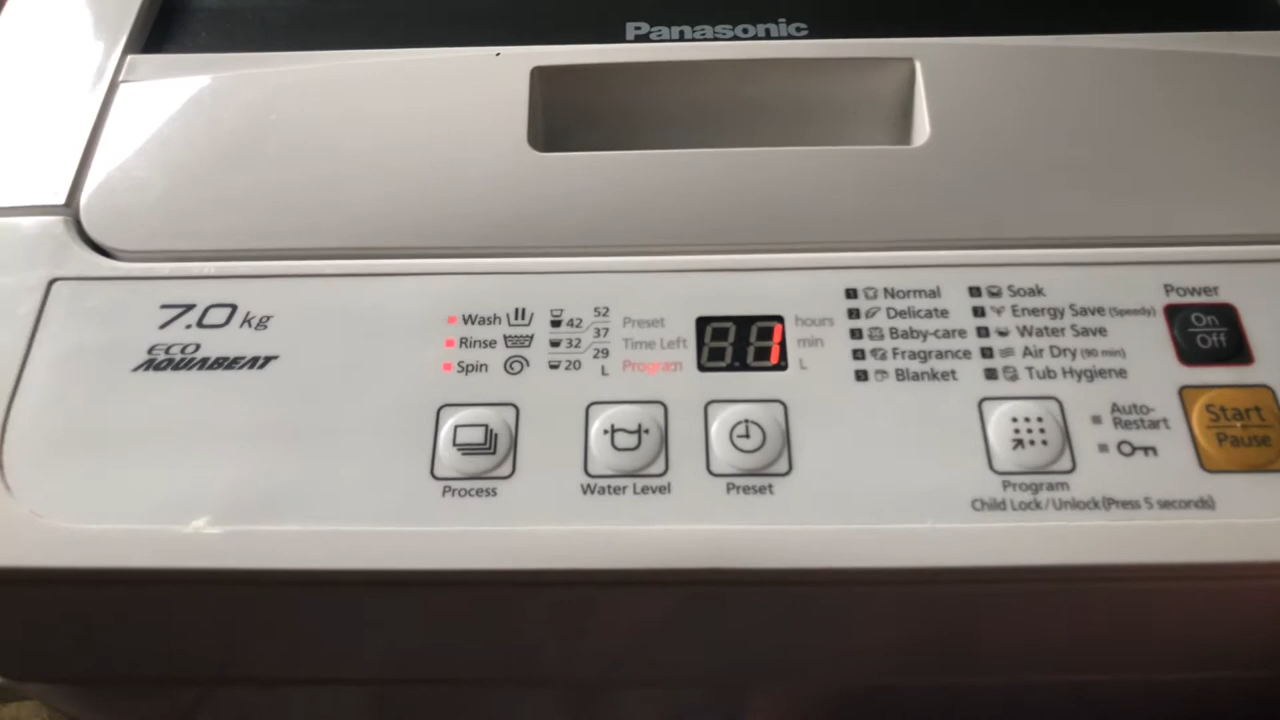 Panasonic
7.0 kg
ECO
AQUABEAT
Wash
Rinse
Spin
52
42
37
32
29
20
L
Preset
Time Left
Program
1
hours
min
L
1 Normal
2 Delicate
3 Baby-care
4 Fragrance
5 Blanket
6 Soak
7 Energy Save (Speedy)
8 Water Save
9 Air Dry (90 min)
10 Tub Hygiene
Power
On
Off
Start
Pause
Auto-
Restart
Process
Water Level
Preset
Program
Child Lock/Unlock(Press 5 seconds)